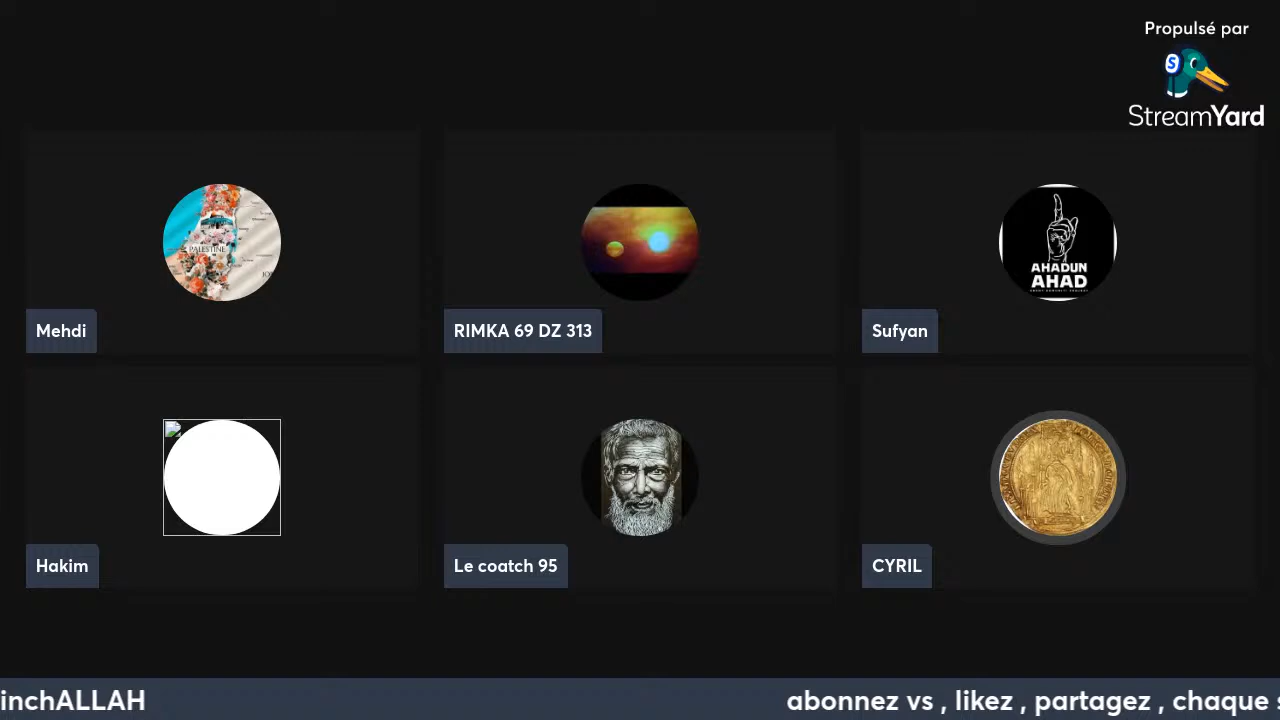 Propulsé par
StreamYard
PALESTINE
AHADUN
AHAD
Mehdi
RIMKA 69 DZ 313
Sufyan
Hakim
Le coatch 95
CYRIL
inchALLAH
abonnez vs , likez , partagez , chaque